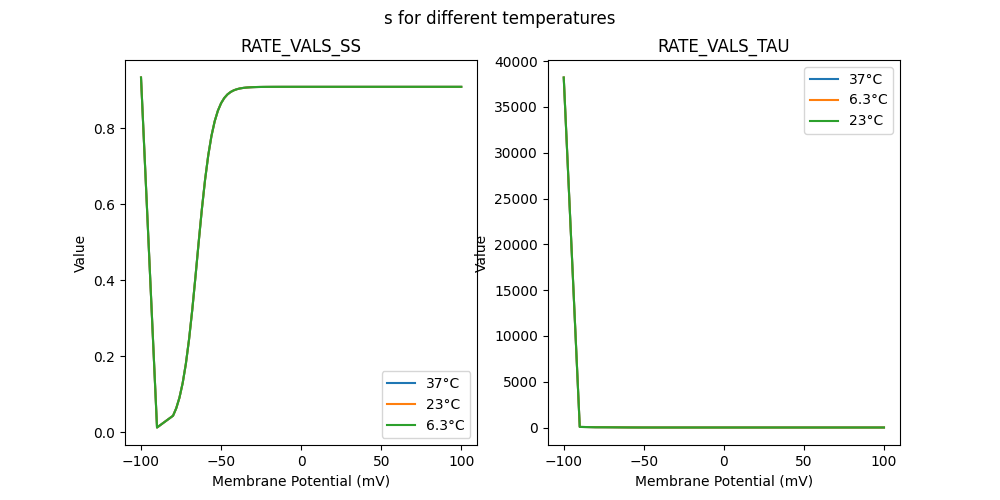 s for different temperatures
RATE_VALS_SS
0.8
0.6
0.4
0.2
0.0
Value
−100
−50
0
50
100
Membrane Potential (mV)
37°C
23°C
6.3°C
RATE_VALS_TAU
40000
35000
30000
25000
20000
15000
10000
5000
0
Value
−100
−50
0
50
100
Membrane Potential (mV)
37°C
6.3°C
23°C